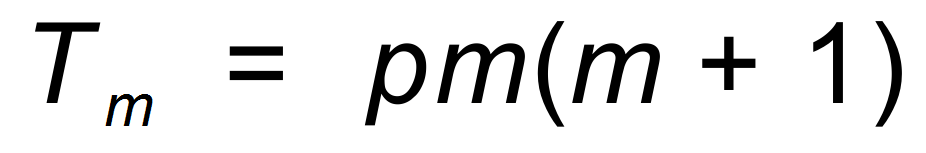 Tₘ = pm(m + 1)